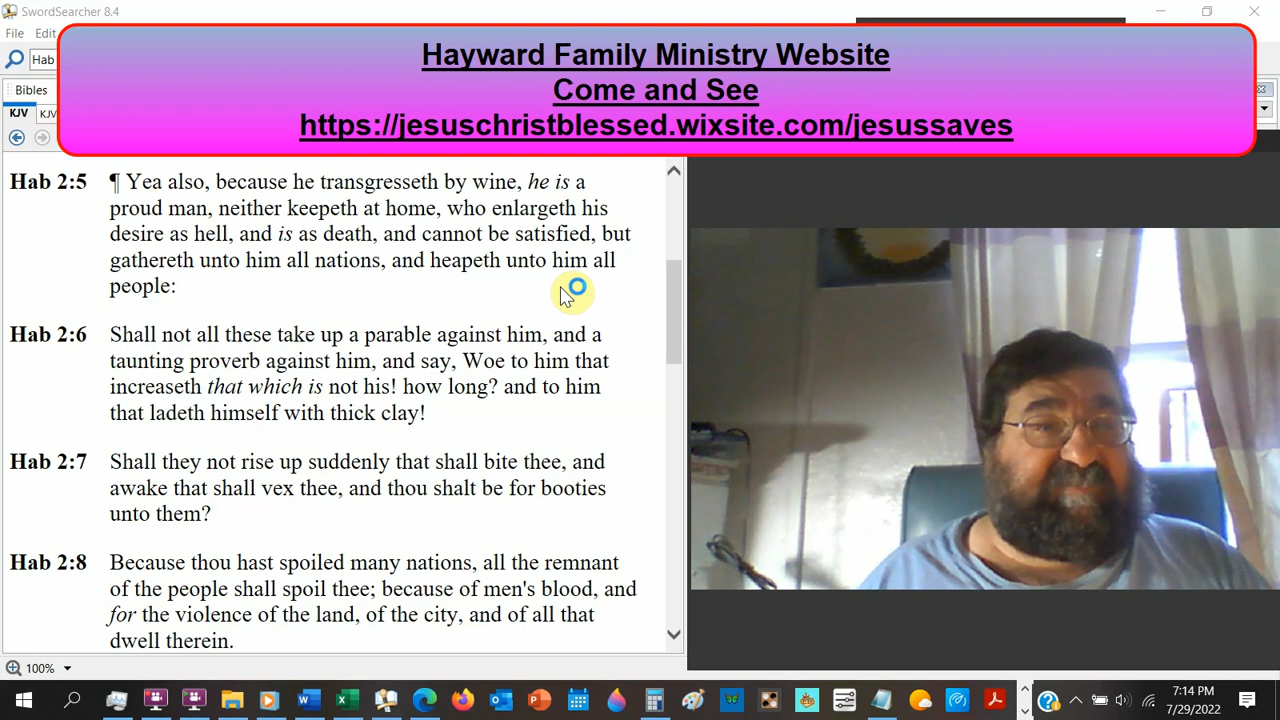 SwordSearcher 8.4
File Edit
Hayward Family Ministry Website
Come and See
https://jesuschristblessed.wixsite.com/jesussaves
Hab
Bibles
KJV KJV
Hab 2:5 ¶ Yea also, because he transgresseth by wine, he is a
proud man, neither keepeth at home, who enlargeth his
desire as hell, and is as death, and cannot be satisfied, but
gathereth unto him all nations, and heapeth unto him all
people:
Hab 2:6 Shall not all these take up a parable against him, and a
taunting proverb against him, and say, Woe to him that
increaseth that which is not his! how long? and to him
that ladeth himself with thick clay!
Hab 2:7 Shall they not rise up suddenly that shall bite thee, and
awake that shall vex thee, and thou shalt be for booties
unto them?
Hab 2:8 Because thou hast spoiled many nations, all the remnant
of the people shall spoil thee; because of men's blood, and
for the violence of the land, of the city, and of all that
dwell therein.
100%
7:14 PM
7/29/2022